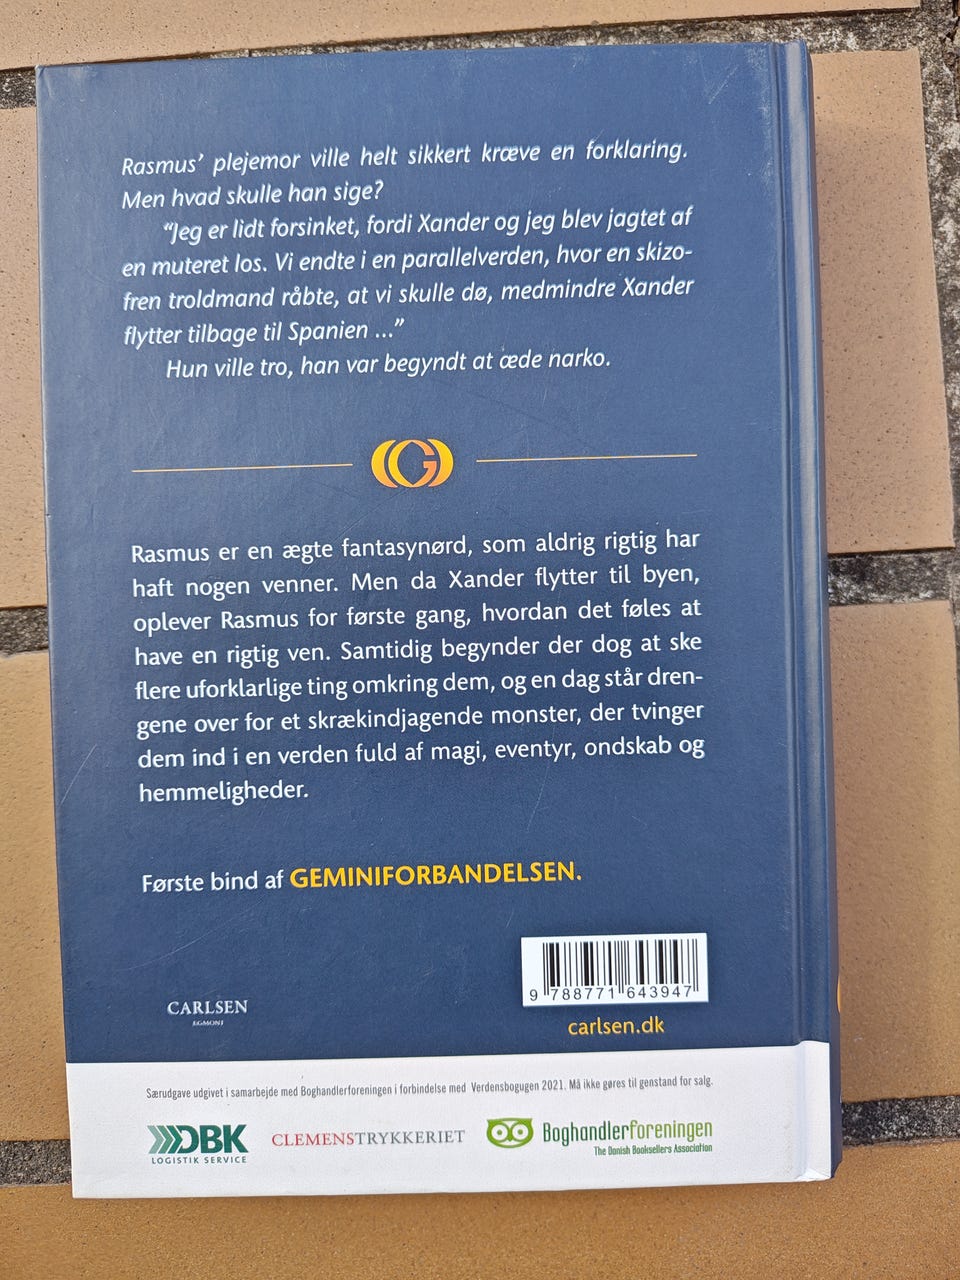 Rasmus’ plejemor ville helt sikkert kræve en forklaring.
Men hvad skulle han sige?
“Jeg er lidt forsinket, fordi Xander og jeg blev jagtet af
en muteret los. Vi endte i en parallelverden, hvor en skizo-
fren troldmand råbte, at vi skulle dø, medmindre Xander
flytter tilbage til Spanien ...”
Hun ville tro, han var begyndt at æde narko.
G
Rasmus er en ægte fantasynørd, som aldrig rigtig har
haft nogen venner. Men da Xander flytter til byen,
oplever Rasmus for første gang, hvordan det føles at
have en rigtig ven. Samtidig begynder der dog at ske
flere uforklarlige ting omkring dem, og en dag står dren-
gene over for et skrækindjagende monster, der tvinger
dem ind i en verden fuld af magi, eventyr, ondskab og
hemmeligheder.
Første bind af GEMINIFORBANDELSEN.
9 788771 643947
CARLSEN
EGMONT
carlsen.dk
Særudgave udgivet i samarbejde med Boghandlerforeningen i forbindelse med Verdensbogugen 2021. Må ikke gøres til genstand for salg.
DBK
LOGISTIK SERVICE
CLEMENSTRYKKERIET
Boghandlerforeningen
The Danish Booksellers Association